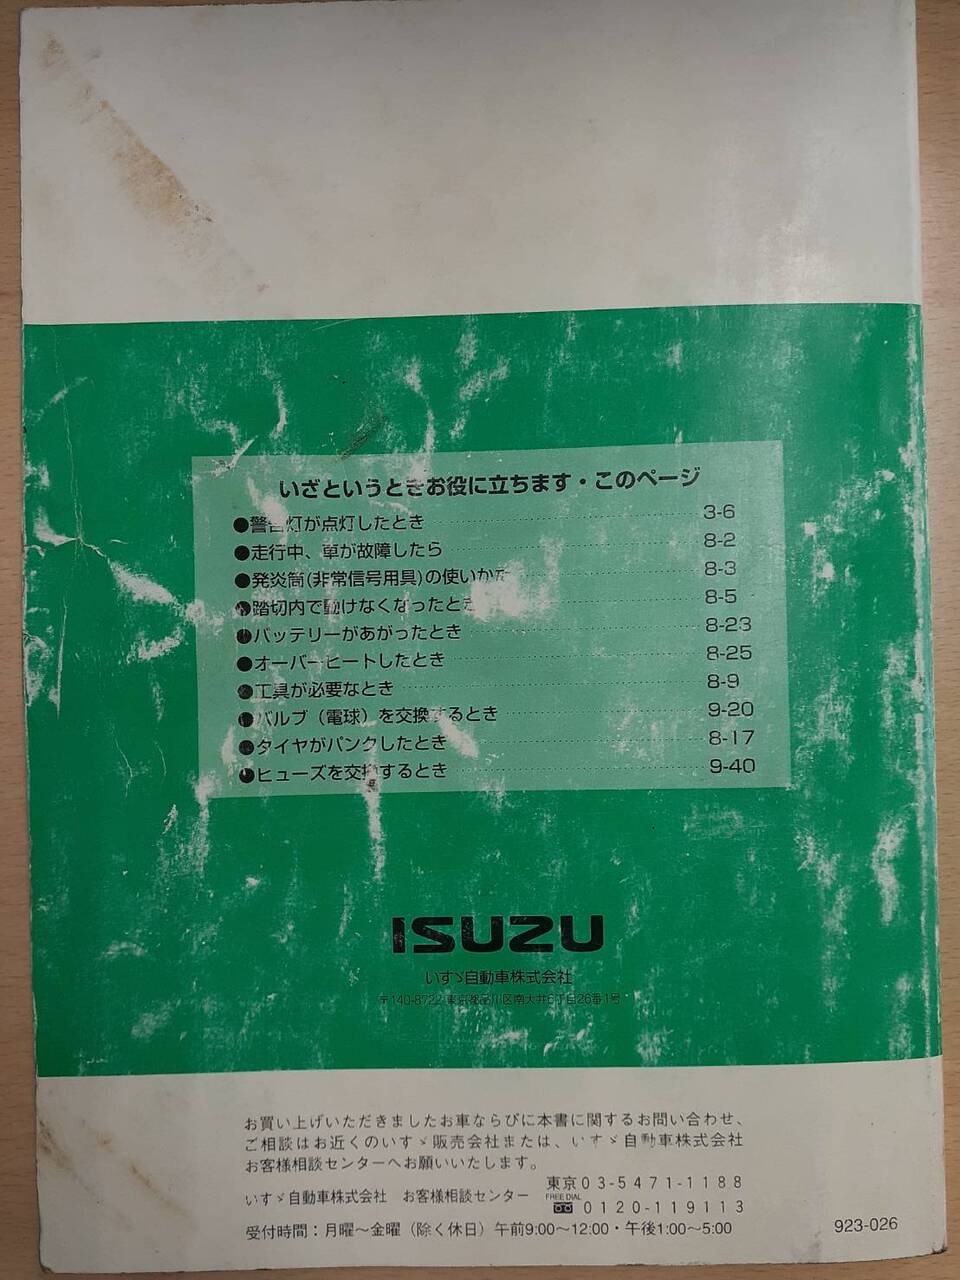 いざというときお役に立ちます・このページ
●警告灯が点灯したとき 3-6
●走行中、車が故障したら 8-2
●発炎筒(非常信号用具)の使いかた 8-3
●踏切内で動けなくなったとき 8-5
●バッテリーがあがったとき 8-23
●オーバーヒートしたとき 8-25
●工具が必要なとき 8-9
●バルブ（電球）を交換するとき 9-20
●タイヤがパンクしたとき 8-17
●ヒューズを交換するとき 9-40
ISUZU
いすゞ自動車株式会社
〒140-8722 東京都品川区南大井6丁目26番1号
お買い上げいただきましたお車ならびに本書に関するお問い合わせ、
ご相談はお近くのいすゞ販売会社または、いすゞ自動車株式会社
お客様相談センターへお願いいたします。
いすゞ自動車株式会社 お客様相談センター 東京03-5471-1188
FREE DIAL 0120-119113
受付時間：月曜～金曜（除く休日）午前9:00～12:00・午後1:00～5:00
923-026